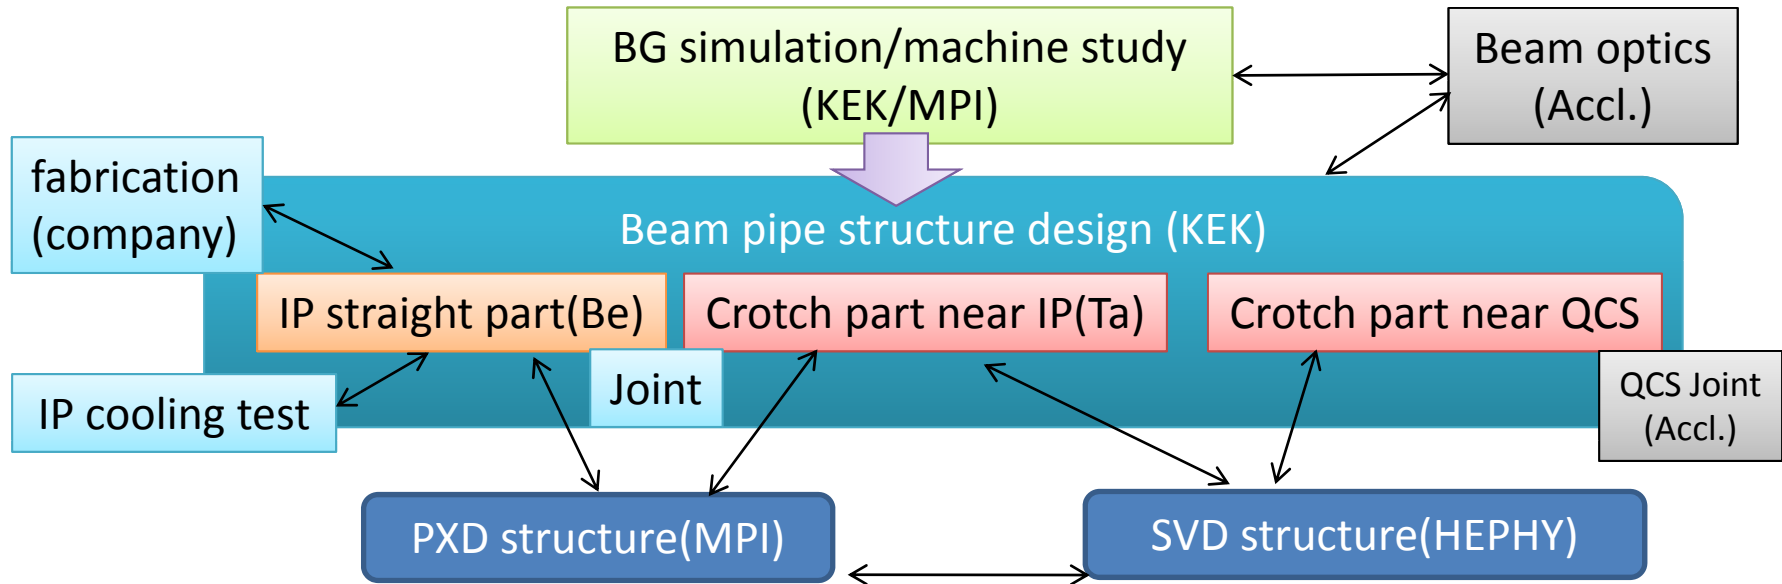 BG simulation/machine study
(KEK/MPI)
Beam optics
(Accl.)
fabrication
(company)
Beam pipe structure design (KEK)
IP straight part(Be)
Crotch part near IP(Ta)
Crotch part near QCS
Joint
IP cooling test
QCS Joint
(Accl.)
PXD structure(MPI)
SVD structure(HEPHY)